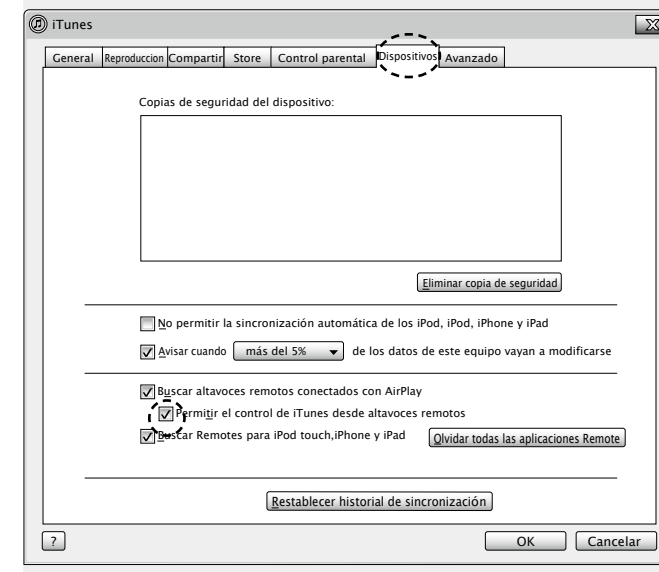 iTunes
General Reproduccion Compartir Store Control parental Dispositivos Avanzado
Copias de seguridad del dispositivo:
Eliminar copia de seguridad
No permitir la sincronización automática de los iPod, iPod, iPhone y iPad
Avisar cuando más del 5% de los datos de este equipo vayan a modificarse
Buscar altavoces remotos conectados con AirPlay
Permitir el control de iTunes desde altavoces remotos
Buscar Remotes para iPod touch,iPhone y iPad Olvidar todas las aplicaciones Remote
Restablecer historial de sincronización
? OK Cancelar